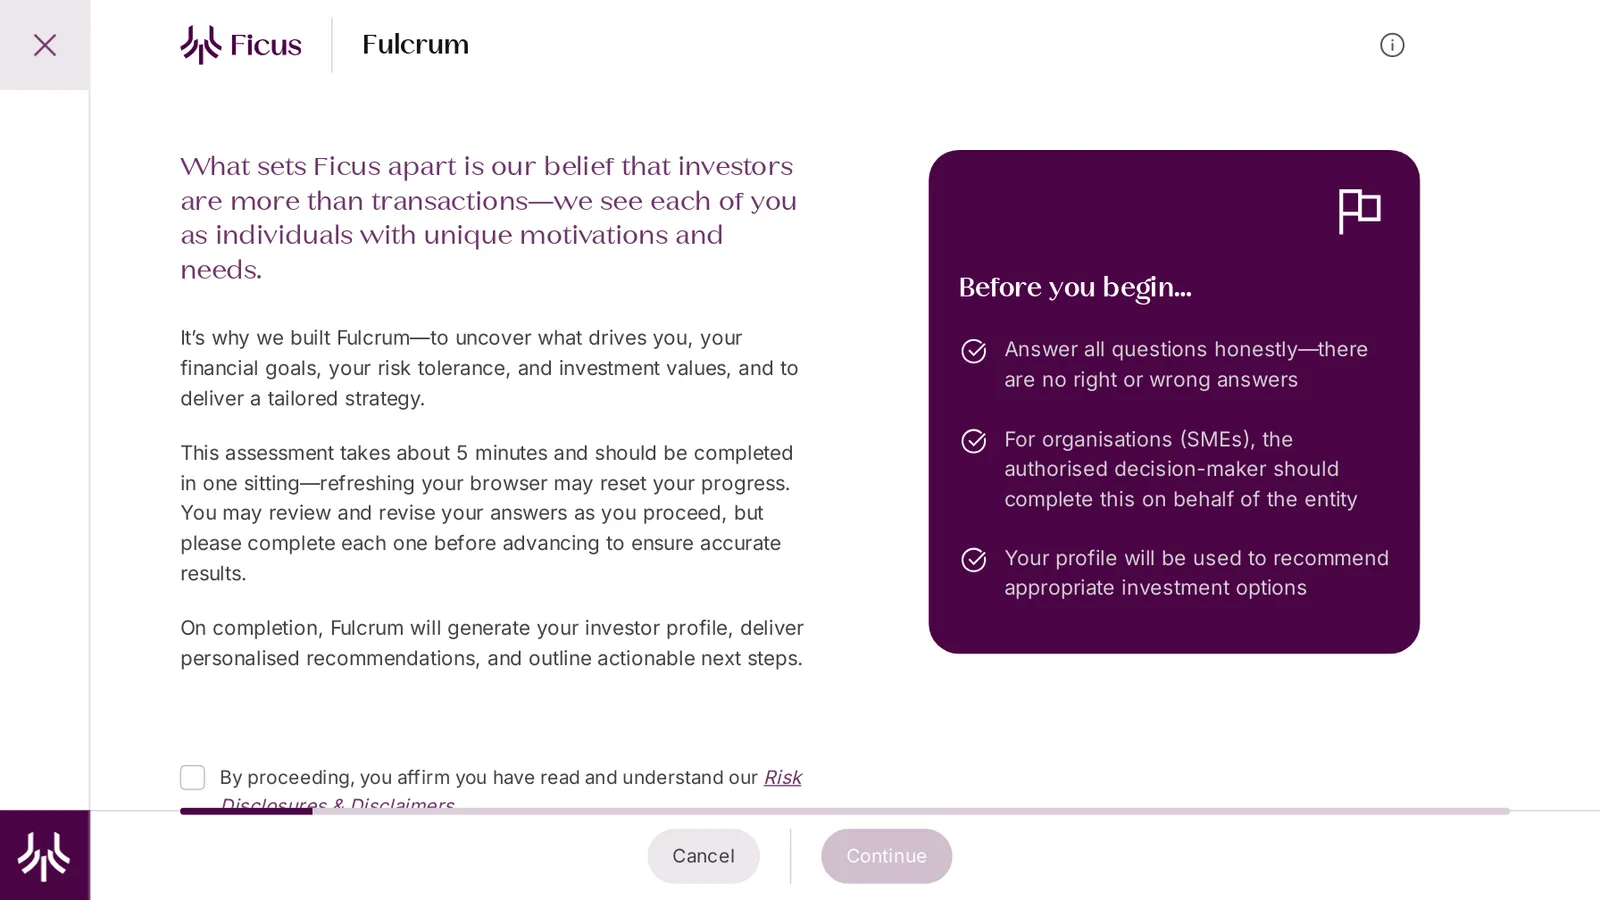 Ficus
Fulcrum
What sets Ficus apart is our belief that investors
are more than transactions—we see each of you
as individuals with unique motivations and
needs.
It’s why we built Fulcrum—to uncover what drives you, your
financial goals, your risk tolerance, and investment values, and to
deliver a tailored strategy.
This assessment takes about 5 minutes and should be completed
in one sitting—refreshing your browser may reset your progress.
You may review and revise your answers as you proceed, but
please complete each one before advancing to ensure accurate
results.
On completion, Fulcrum will generate your investor profile, deliver
personalised recommendations, and outline actionable next steps.
By proceeding, you affirm you have read and understand our Risk
Disclosures & Disclaimers
Before you begin...
Answer all questions honestly—there
are no right or wrong answers
For organisations (SMEs), the
authorised decision-maker should
complete this on behalf of the entity
Your profile will be used to recommend
appropriate investment options
Cancel
Continue